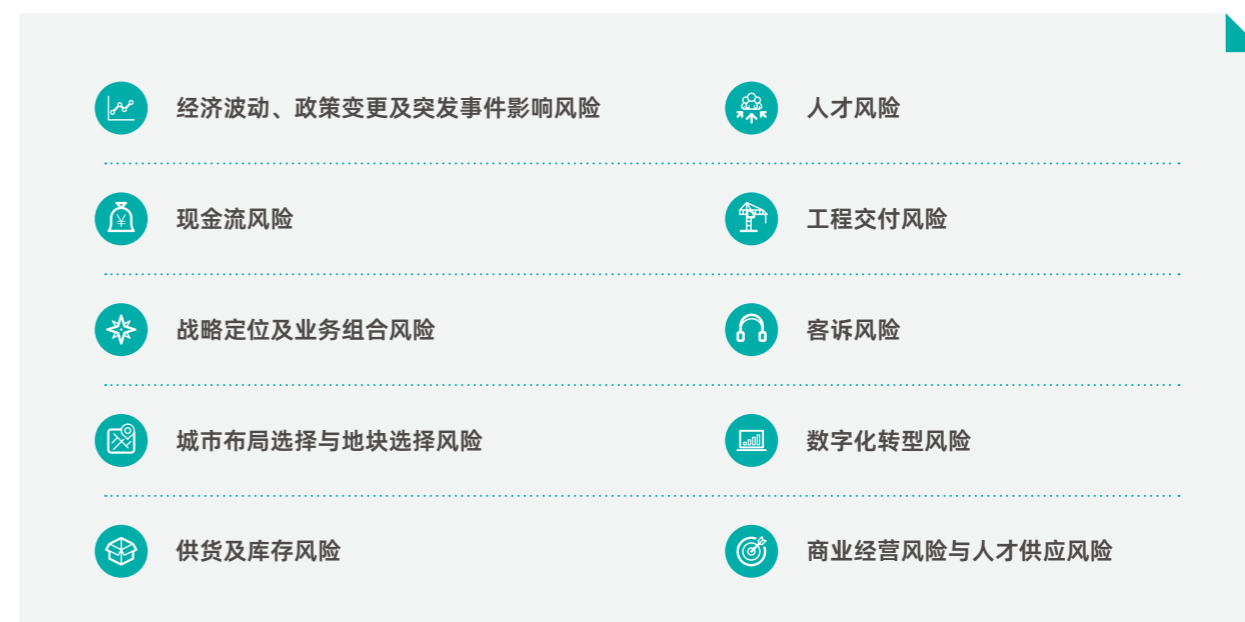 经济波动、政策变更及突发事件影响风险
人才风险
现金流风险
工程交付风险
战略定位及业务组合风险
客诉风险
城市布局选择与地块选择风险
数字化转型风险
供货及库存风险
商业经营风险与人才供应风险